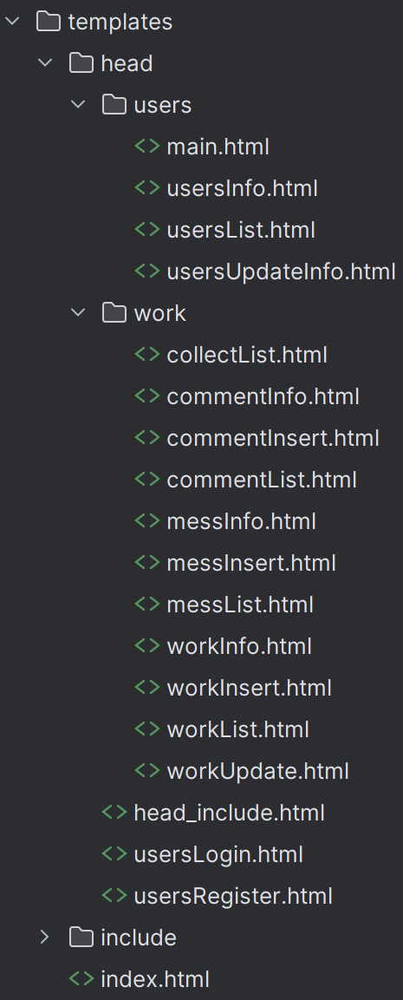 templates
head
users
main.html
usersInfo.html
usersList.html
usersUpdateInfo.html
work
collectList.html
commentInfo.html
commentInsert.html
commentList.html
messInfo.html
messInsert.html
messList.html
workInfo.html
workInsert.html
workList.html
workUpdate.html
head_include.html
usersLogin.html
usersRegister.html
include
index.html